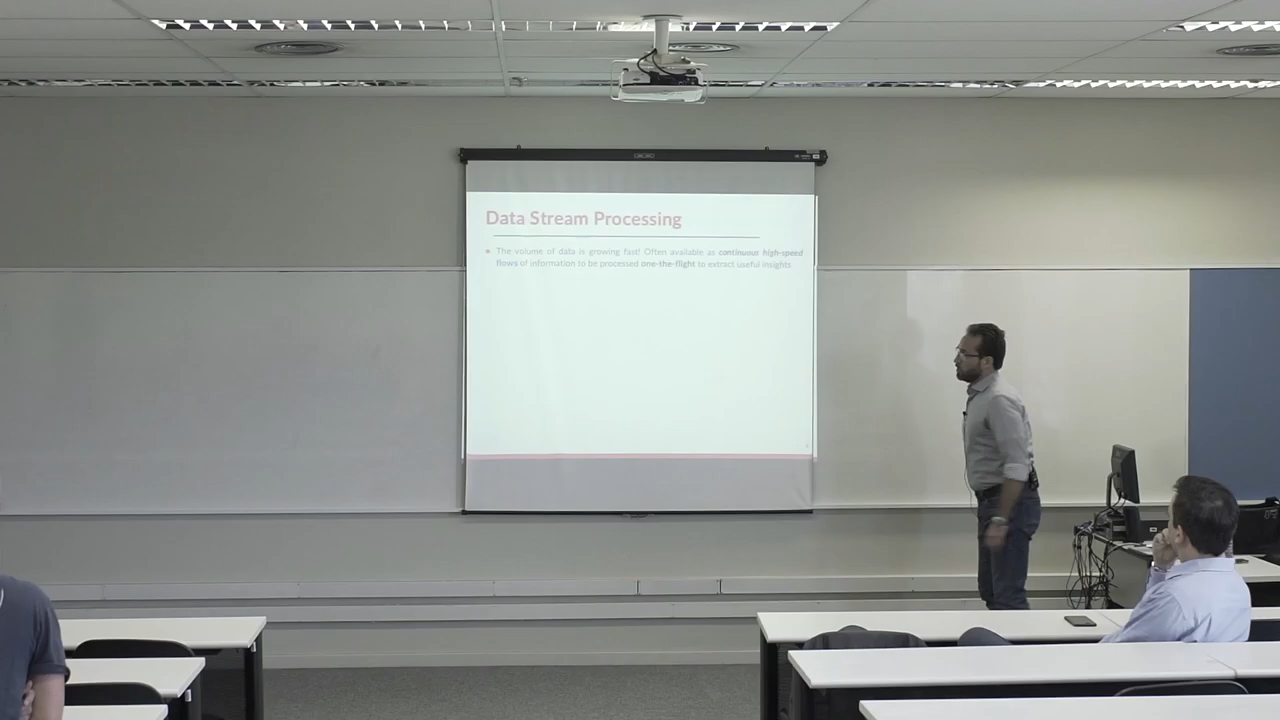 Data Stream Processing
The volume of data is growing fast! Often available as continuous high-speed
flows of information to be processed one-the-flight to extract useful insights.